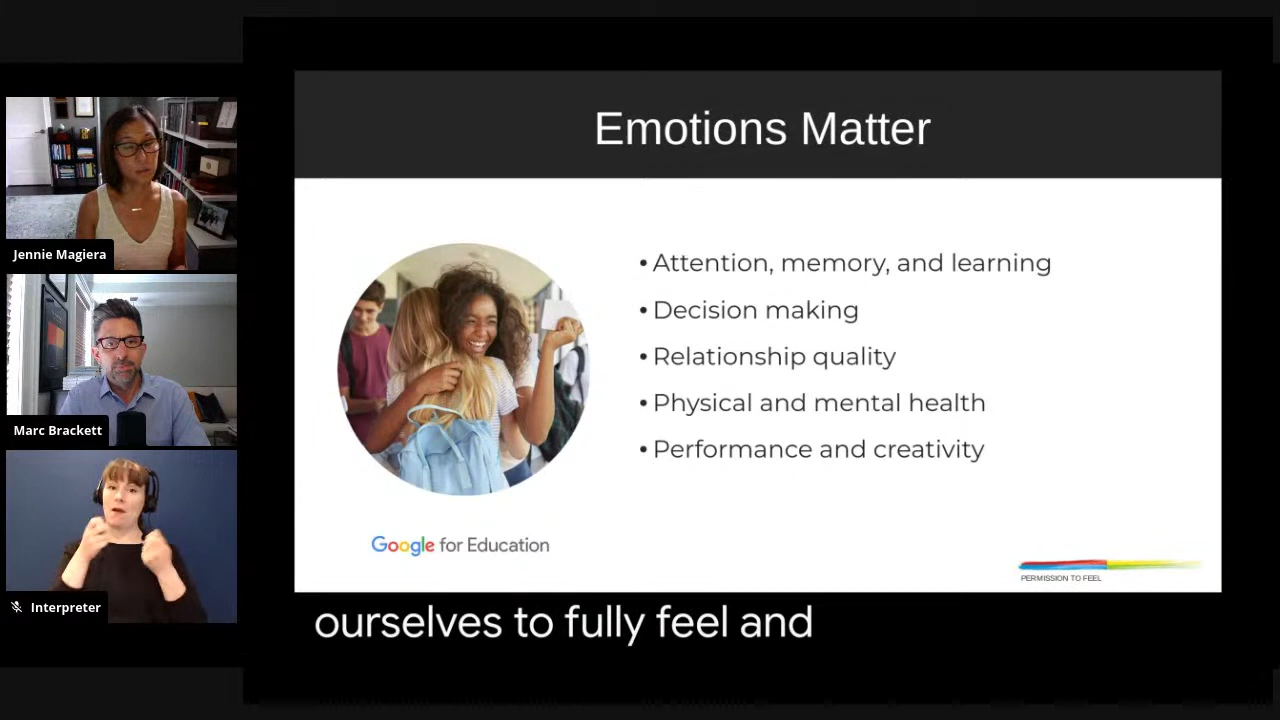 Emotions Matter
• Attention, memory, and learning
• Decision making
• Relationship quality
• Physical and mental health
• Performance and creativity
Google for Education
PERMISSION TO FEEL
Jennie Magiera
Marc Brackett
Interpreter
ourselves to fully feel and